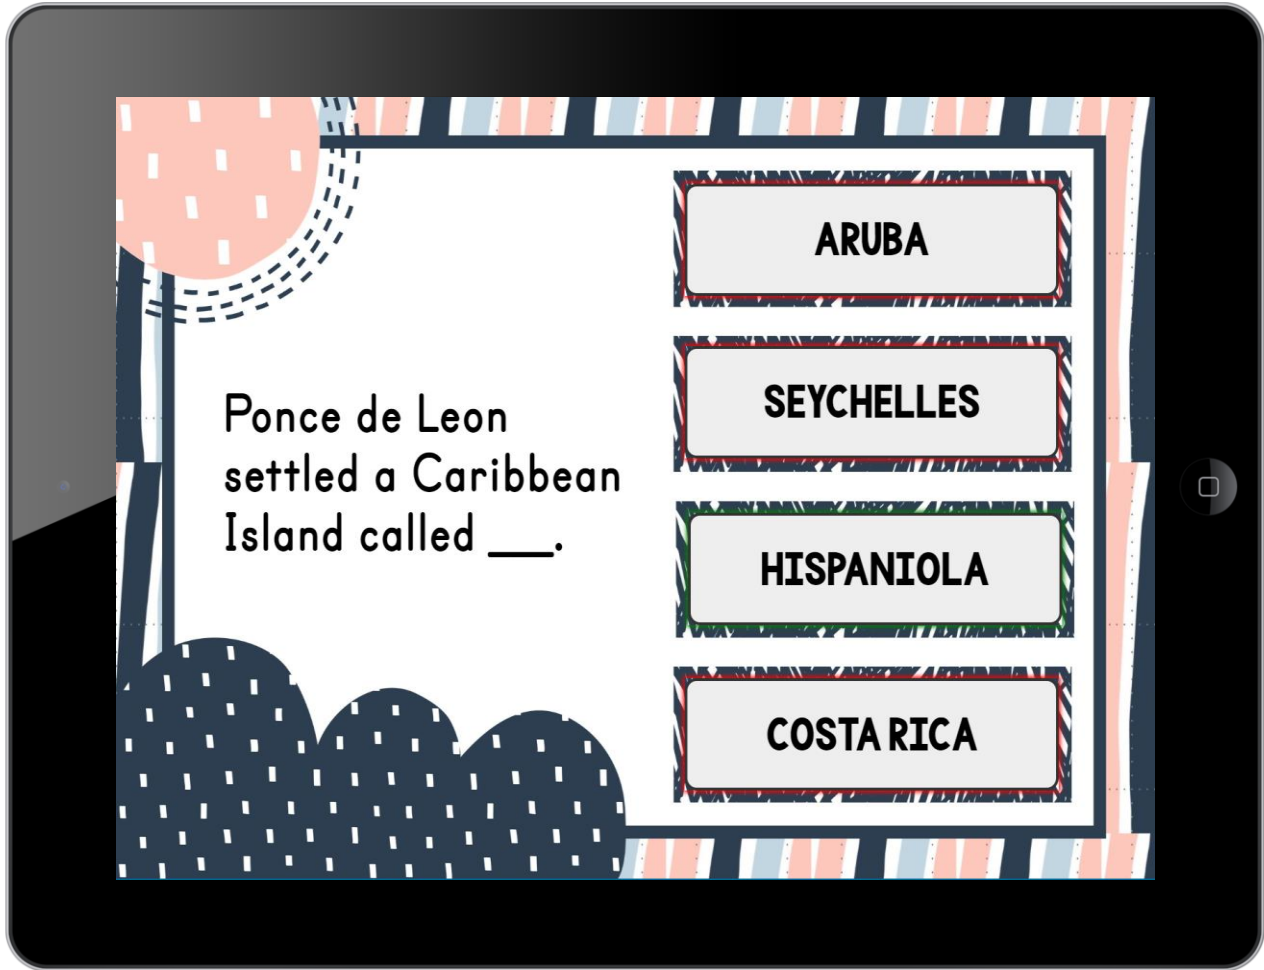 Ponce de Leon
settled a Caribbean
Island called ___.
ARUBA
SEYCHELLES
HISPANIOLA
COSTA RICA